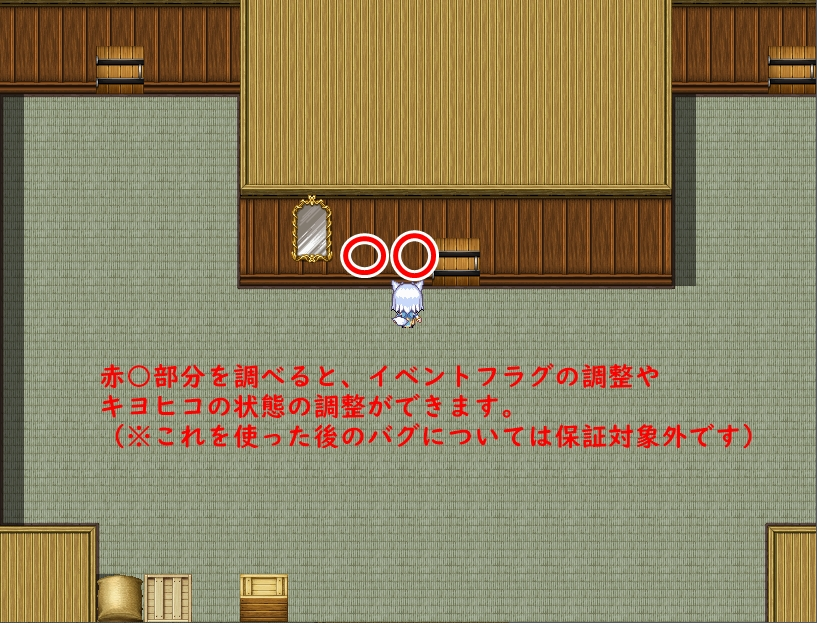 赤〇部分を調べると、イベントフラグの調整や
キヨヒコの状態の調整ができます。
（※これを使った後のバグについては保証対象外です）